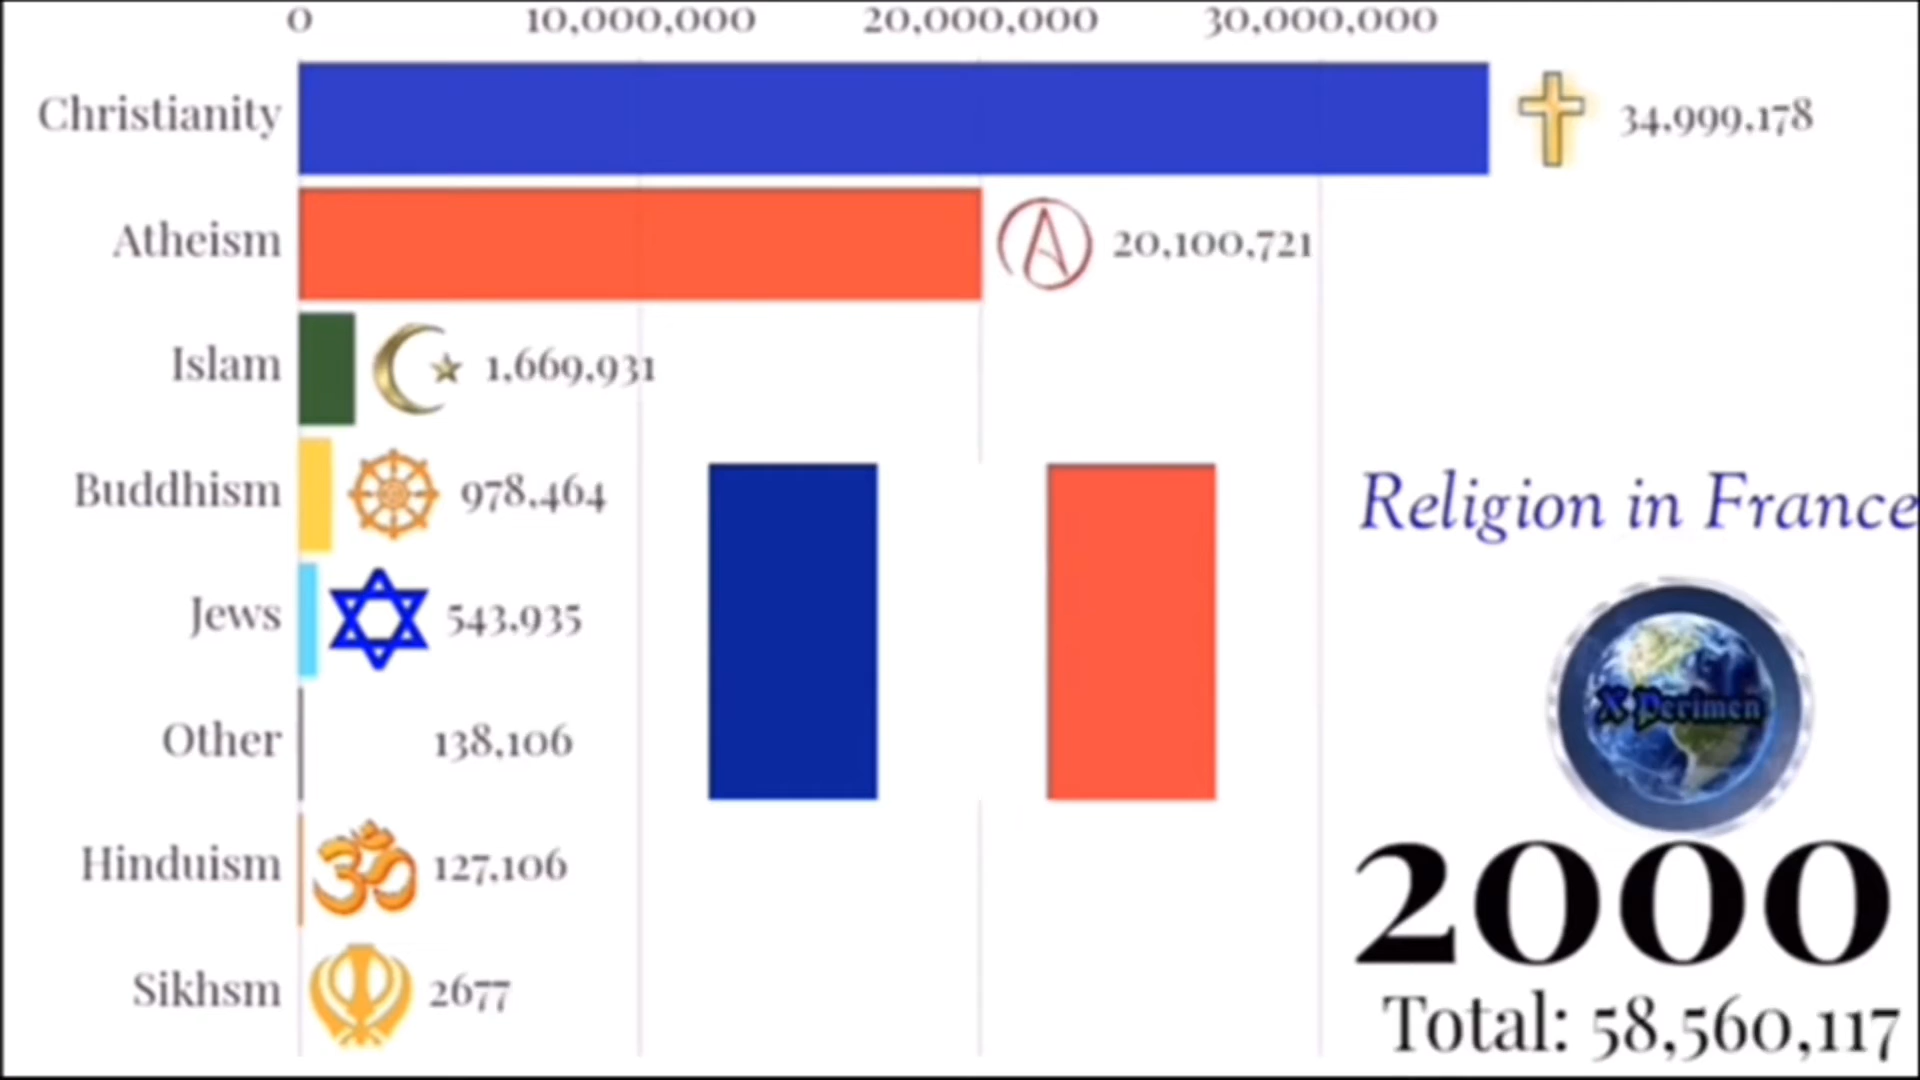 0 10,000,000 20,000,000 30,000,000
Christianity 34,999,178
Atheism 20,100,721
Islam 1,669,931
Buddhism 978,464
Religion in France
Jews 543,935
X Perimen
Other 138,106
Hinduism 127,106
2000
Sikhsm 2677
Total: 58,560,117